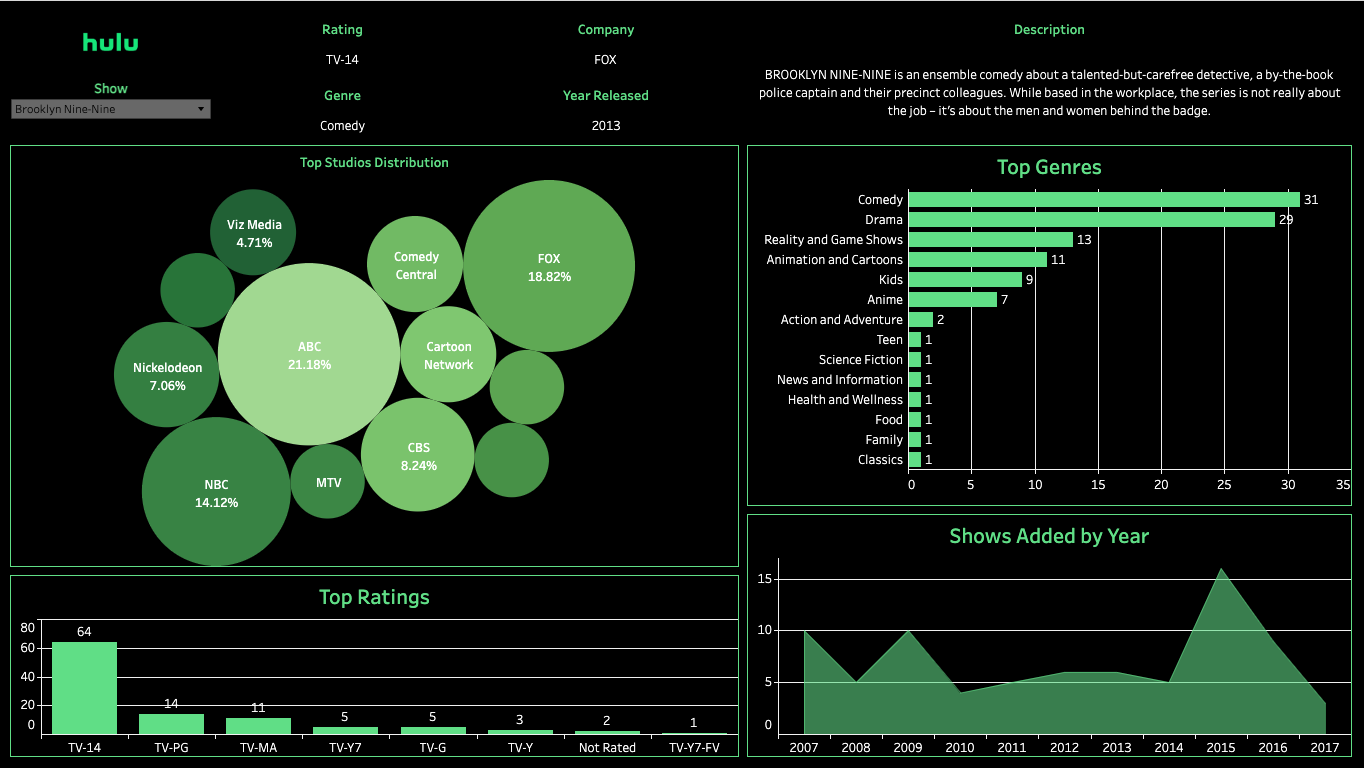 hulu
Show
Brooklyn Nine-Nine
Rating
TV-14
Genre
Comedy
Company
FOX
Year Released
2013
Description
BROOKLYN NINE-NINE is an ensemble comedy about a talented-but-carefree detective, a by-the-book
police captain and their precinct colleagues. While based in the workplace, the series is not really about
the job – it's about the men and women behind the badge.
Top Studios Distribution
Viz Media
4.71%
Comedy
Central
FOX
18.82%
ABC
21.18%
Cartoon
Network
Nickelodeon
7.06%
CBS
8.24%
NBC
14.12%
MTV
Top Genres
Comedy 31
Drama 29
Reality and Game Shows 13
Animation and Cartoons 11
Kids 9
Anime 7
Action and Adventure 2
Teen 1
Science Fiction 1
News and Information 1
Health and Wellness 1
Food 1
Family 1
Classics 1
0 5 10 15 20 25 30 35
Top Ratings
80
60
40
20
0
64 14 11 5 5 3 2 1
TV-14 TV-PG TV-MA TV-Y7 TV-G TV-Y Not Rated TV-Y7-FV
Shows Added by Year
15
10
5
0
2007 2008 2009 2010 2011 2012 2013 2014 2015 2016 2017